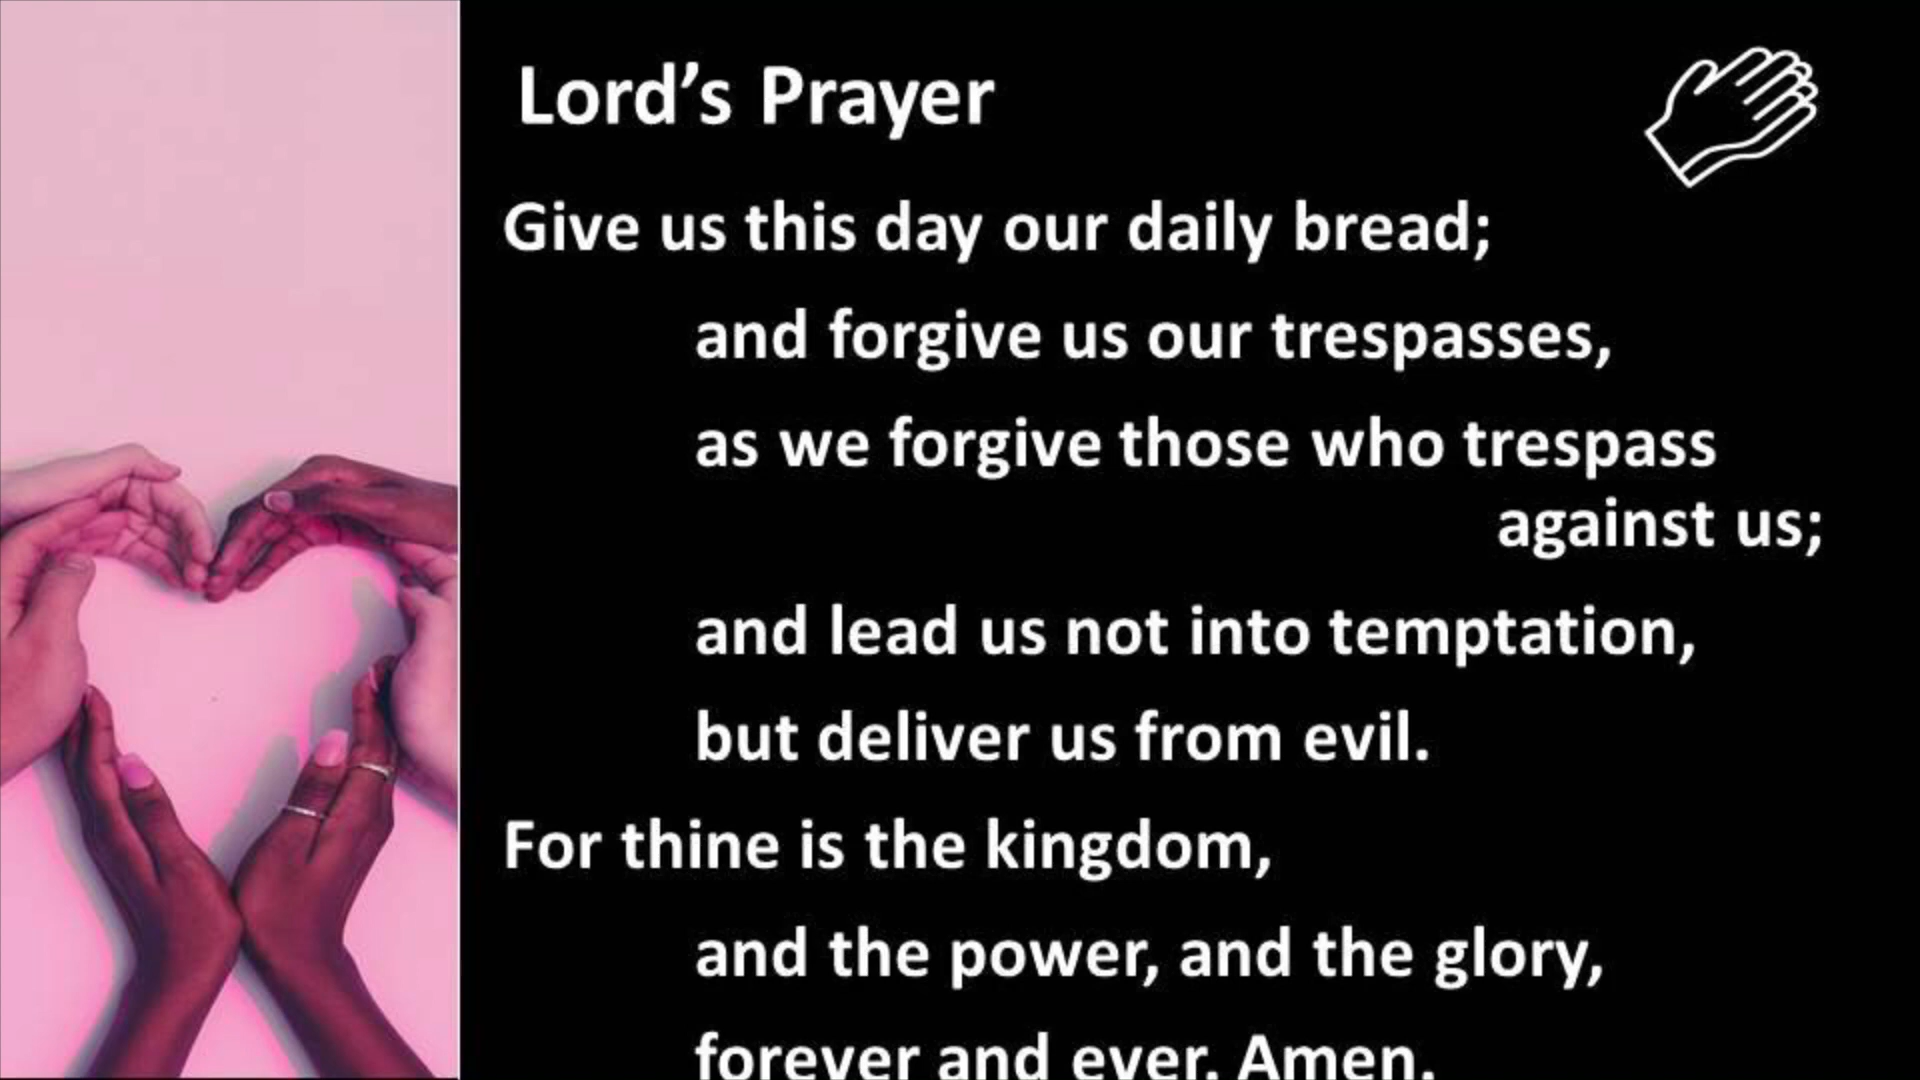 Lord’s Prayer
Give us this day our daily bread;
and forgive us our trespasses,
as we forgive those who trespass
against us;
and lead us not into temptation,
but deliver us from evil.
For thine is the kingdom,
and the power, and the glory,
forever and ever. Amen.